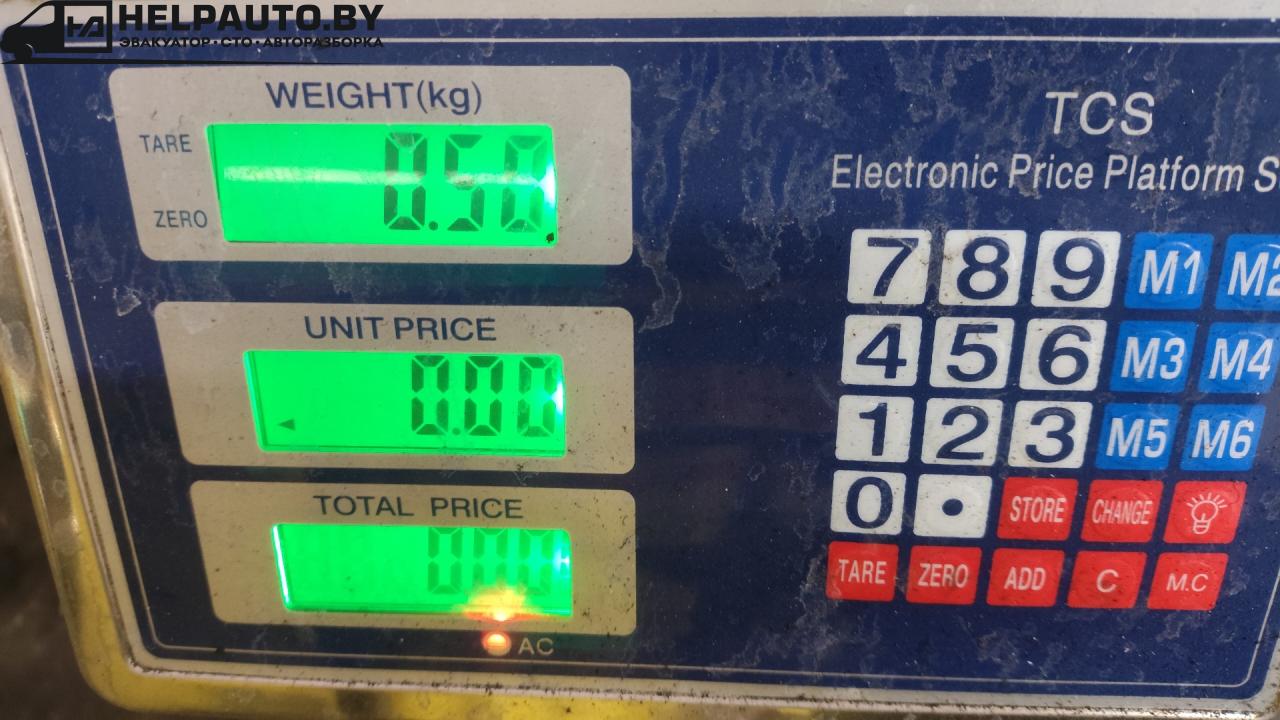 HELPAUTO.BY
ЭВАКУАТОР · СТО · АВТОРАЗБОРКА
WEIGHT(kg)
TARE
0.50
ZERO
UNIT PRICE
0.00
TOTAL PRICE
0.00
AC
TCS
Electronic Price Platform S
7 8 9 M1 M2
4 5 6 M3 M4
1 2 3 M5 M6
0 • STORE CHANGE
TARE ZERO ADD C M.C